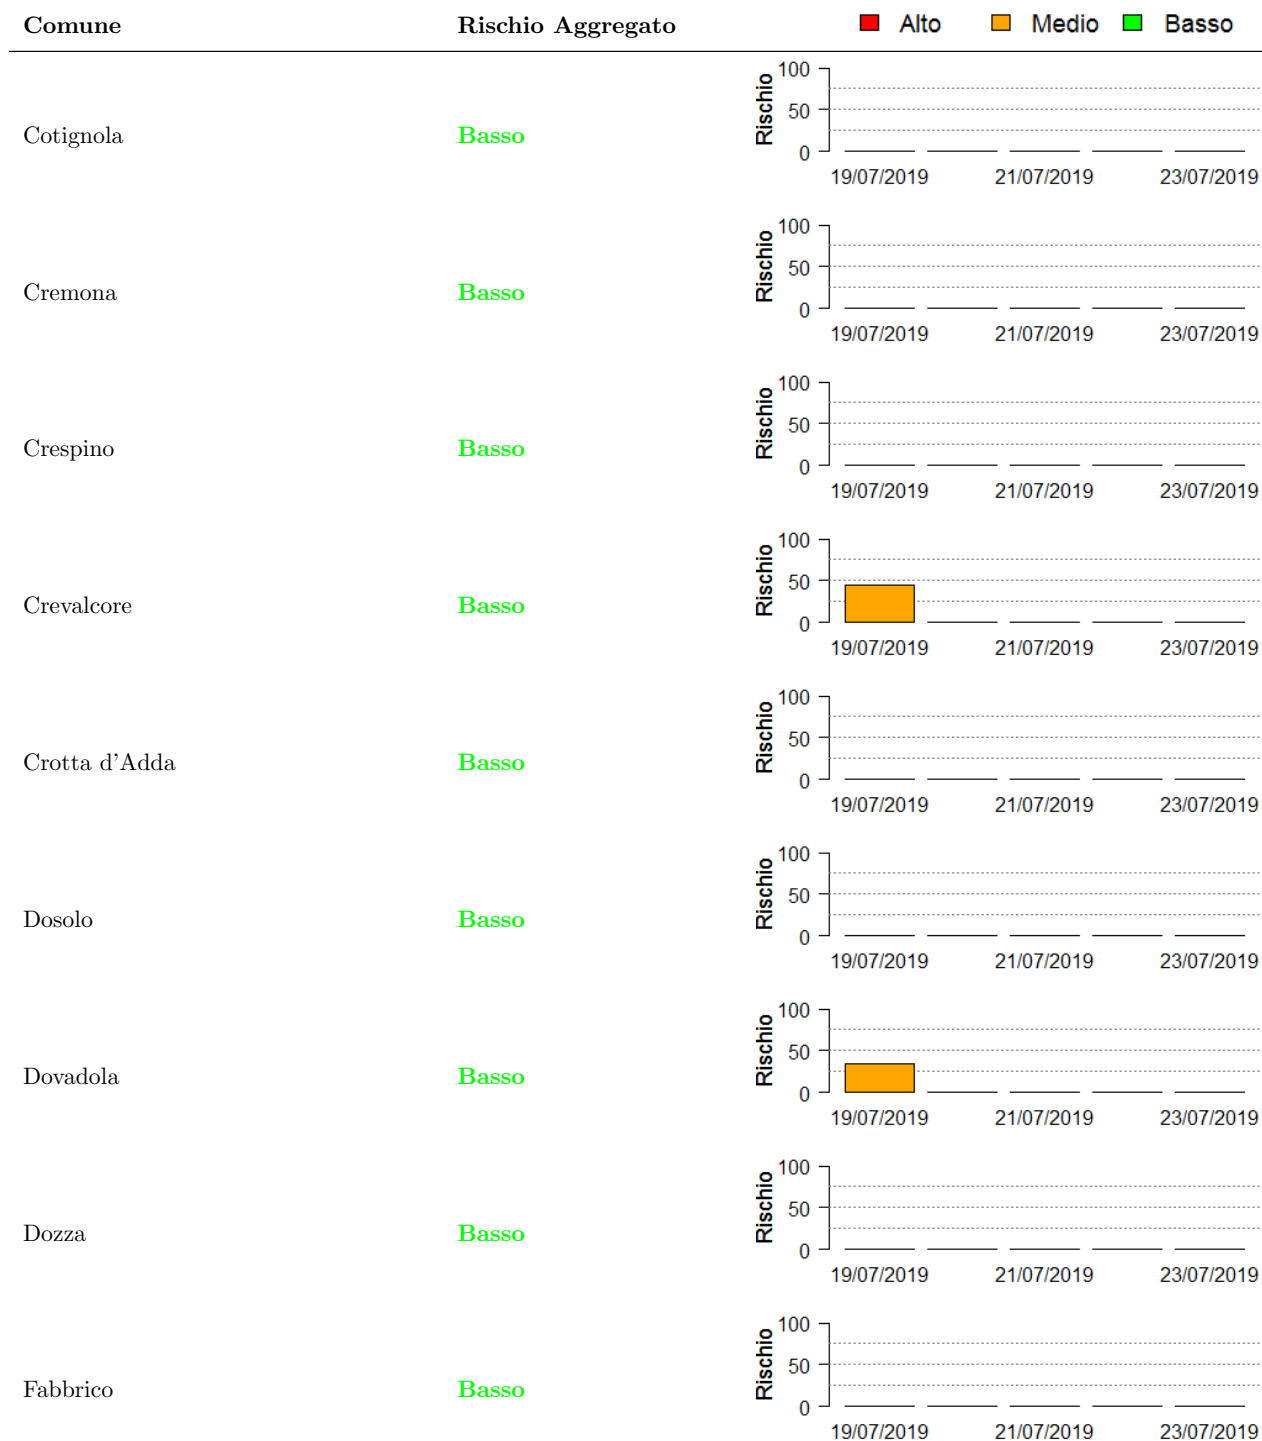 Comune Rischio Aggregato Alto Medio Basso
100
50
0
Rischio
Cotignola Basso
19/07/2019 21/07/2019 23/07/2019
100
50
0
Rischio
Cremona Basso
19/07/2019 21/07/2019 23/07/2019
100
50
0
Rischio
Crespino Basso
19/07/2019 21/07/2019 23/07/2019
100
50
0
Rischio
Crevalcore Basso
19/07/2019 21/07/2019 23/07/2019
100
50
0
Rischio
Crotta d'Adda Basso
19/07/2019 21/07/2019 23/07/2019
100
50
0
Rischio
Dosolo Basso
19/07/2019 21/07/2019 23/07/2019
100
50
0
Rischio
Dovadola Basso
19/07/2019 21/07/2019 23/07/2019
100
50
0
Rischio
Dozza Basso
19/07/2019 21/07/2019 23/07/2019
100
50
0
Rischio
Fabbrico Basso
19/07/2019 21/07/2019 23/07/2019